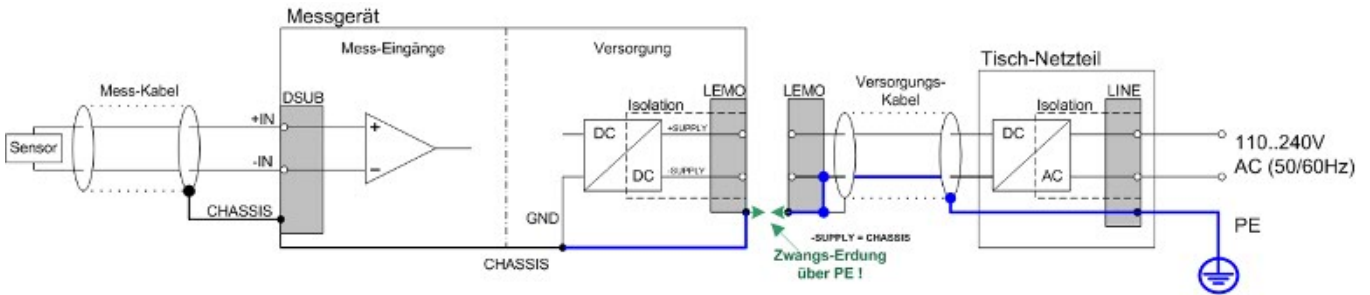 Messgerät
Mess-Eingänge
Versorgung
Tisch-Netzteil
Mess-Kabel
DSUB
Isolation
LEMO
LEMO
Versorgungs-
Kabel
Isolation
LINE
Sensor
+IN
-IN
+
−
DC
DC
+SUPPLY
-SUPPLY
DC
AC
110..240V
AC (50/60Hz)
CHASSIS
GND
PE
-SUPPLY = CHASSIS
CHASSIS
Zwangs-Erdung
über PE !